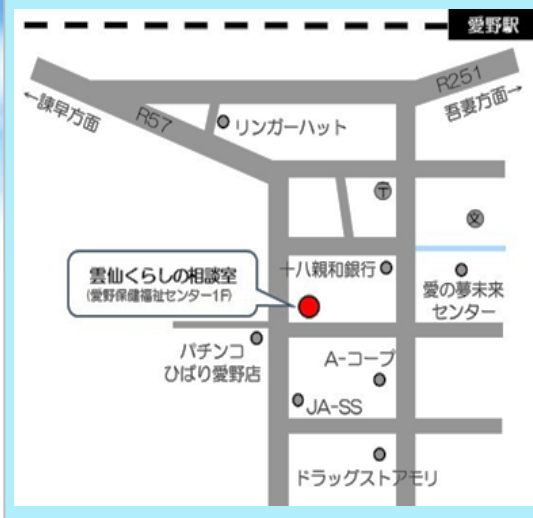 愛野駅
R251
吾妻方面→
←諫早方面
R57
リンガーハット
〒
文
雲仙くらしの相談室
(愛野保健福祉センター1F)
十八親和銀行
愛の夢未来
センター
パチンコ
ひばり愛野店
A-コープ
JA-SS
ドラッグストアモリ